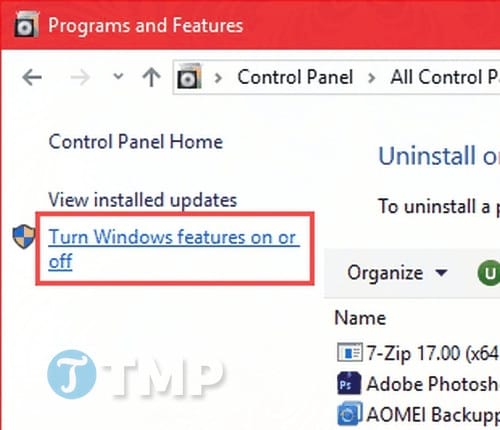 Programs and Features
Control Panel > All Control P
Control Panel Home
View installed updates
Turn Windows features on or
off
Uninstall o
To uninstall a p
Organize
U
Name
7-Zip 17.00 (x64
Adobe Photosh
AOMEI Backupp
Ps
TMP